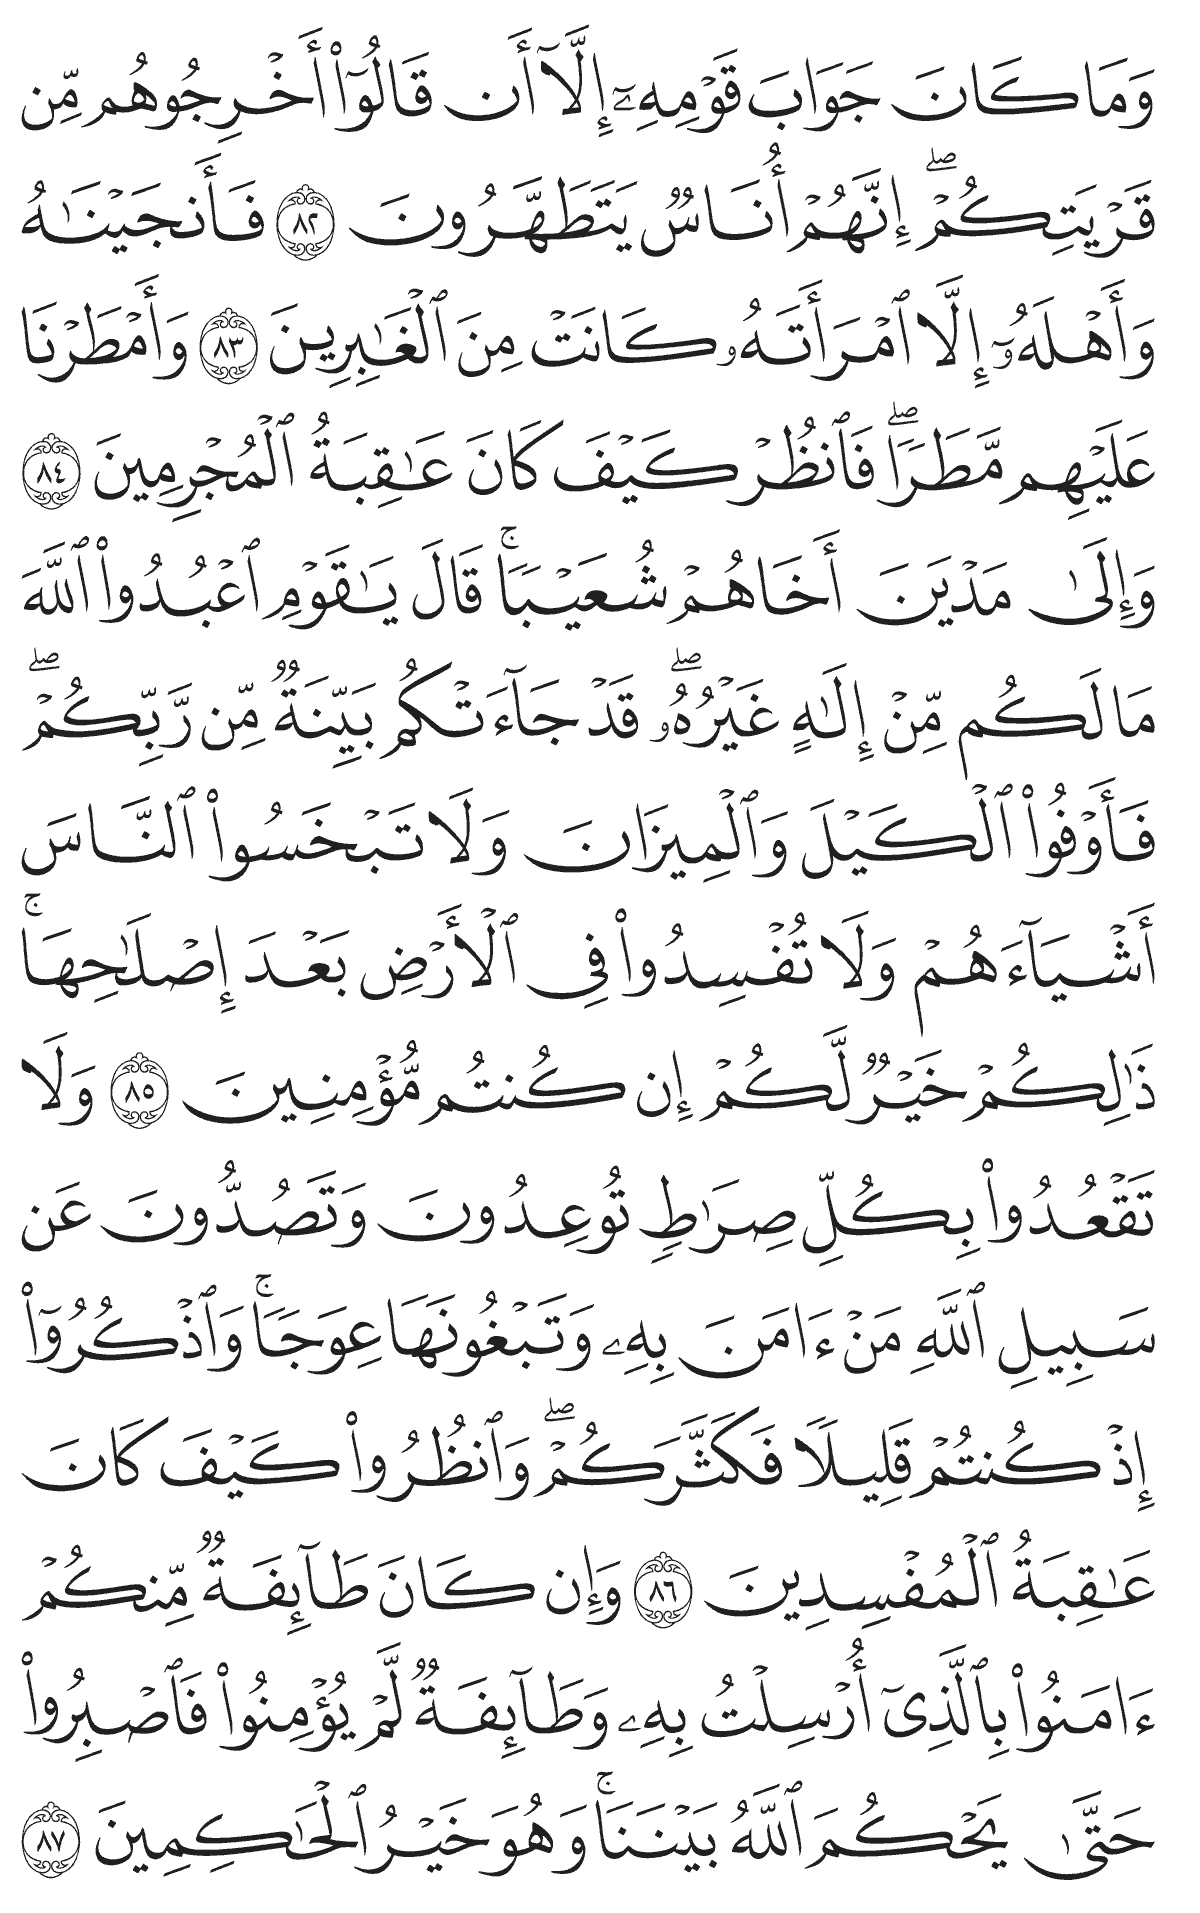 وَمَا كَانَ جَوَابَ قَوْمِهِۦٓ إِلَّآ أَن قَالُوٓا۟ أَخْرِجُوهُم مِّن
قَرْيَتِكُمْ ۖ إِنَّهُمْ أُنَاسٌ يَتَطَهَّرُونَ ٨٢ فَأَنجَيْنَـٰهُ
وَأَهْلَهُۥٓ إِلَّا ٱمْرَأَتَهُۥ كَانَتْ مِنَ ٱلْغَـٰبِرِينَ ٨٣ وَأَمْطَرْنَا
عَلَيْهِم مَّطَرًا ۖ فَٱنظُرْ كَيْفَ كَانَ عَـٰقِبَةُ ٱلْمُجْرِمِينَ ٨٤
وَإِلَىٰ مَدْيَنَ أَخَاهُمْ شُعَيْبًا ۚ قَالَ يَـٰقَوْمِ ٱعْبُدُوا۟ ٱللَّهَ
مَا لَكُم مِّنْ إِلَـٰهٍ غَيْرُهُۥ ۖ قَدْ جَآءَتْكُم بَيِّنَةٌ مِّن رَّبِّكُمْ ۖ
فَأَوْفُوا۟ ٱلْكَيْلَ وَٱلْمِيزَانَ وَلَا تَبْخَسُوا۟ ٱلنَّاسَ
أَشْيَآءَهُمْ وَلَا تُفْسِدُوا۟ فِى ٱلْأَرْضِ بَعْدَ إِصْلَـٰحِهَا ۚ
ذَٰلِكُمْ خَيْرٌ لَّكُمْ إِن كُنتُم مُّؤْمِنِينَ ٨٥ وَلَا
تَقْعُدُوا۟ بِكُلِّ صِرَٰطٍ تُوعِدُونَ وَتَصُدُّونَ عَن
سَبِيلِ ٱللَّهِ مَنْ ءَامَنَ بِهِۦ وَتَبْغُونَهَا عِوَجًا ۚ وَٱذْكُرُوٓا۟
إِذْ كُنتُمْ قَلِيلًا فَكَثَّرَكُمْ ۖ وَٱنظُرُوا۟ كَيْفَ كَانَ
عَـٰقِبَةُ ٱلْمُفْسِدِينَ ٨٦ وَإِن كَانَ طَآئِفَةٌ مِّنكُمْ
ءَامَنُوا۟ بِٱلَّذِىٓ أُرْسِلْتُ بِهِۦ وَطَآئِفَةٌ لَّمْ يُؤْمِنُوا۟ فَٱصْبِرُوا۟
حَتَّىٰ يَحْكُمَ ٱللَّهُ بَيْنَنَا ۚ وَهُوَ خَيْرُ ٱلْحَـٰكِمِينَ ٨٧